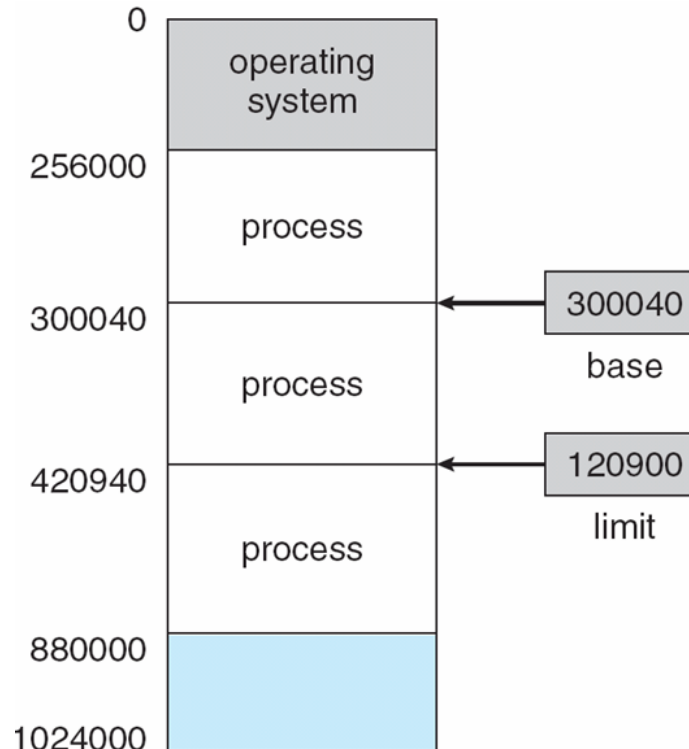 0
operating
system
256000
process
300040
300040
base
process
420940
120900
limit
process
880000
1024000